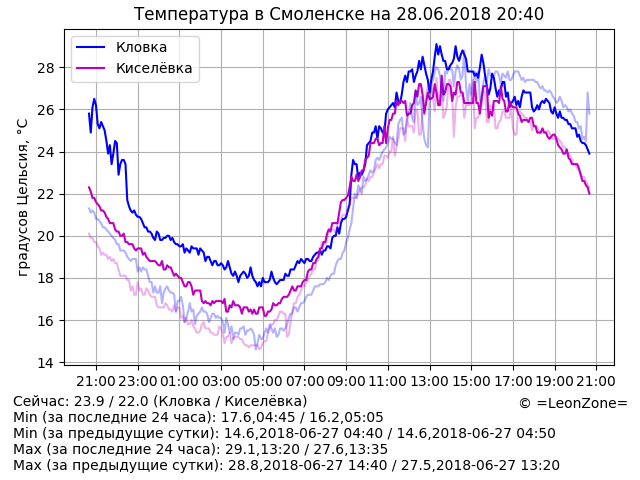 Температура в Смоленске на 28.06.2018 20:40
Кловка
Киселёвка
градусов Цельсия, °C
28
26
24
22
20
18
16
14
21:00 23:00 01:00 03:00 05:00 07:00 09:00 11:00 13:00 15:00 17:00 19:00 21:00
Сейчас: 23.9 / 22.0 (Кловка / Киселёвка)
© =LeonZone=
Min (за последние 24 часа): 17.6,04:45 / 16.2,05:05
Min (за предыдущие сутки): 14.6,2018-06-27 04:40 / 14.6,2018-06-27 04:50
Max (за последние 24 часа): 29.1,13:20 / 27.6,13:35
Max (за предыдущие сутки): 28.8,2018-06-27 14:40 / 27.5,2018-06-27 13:20